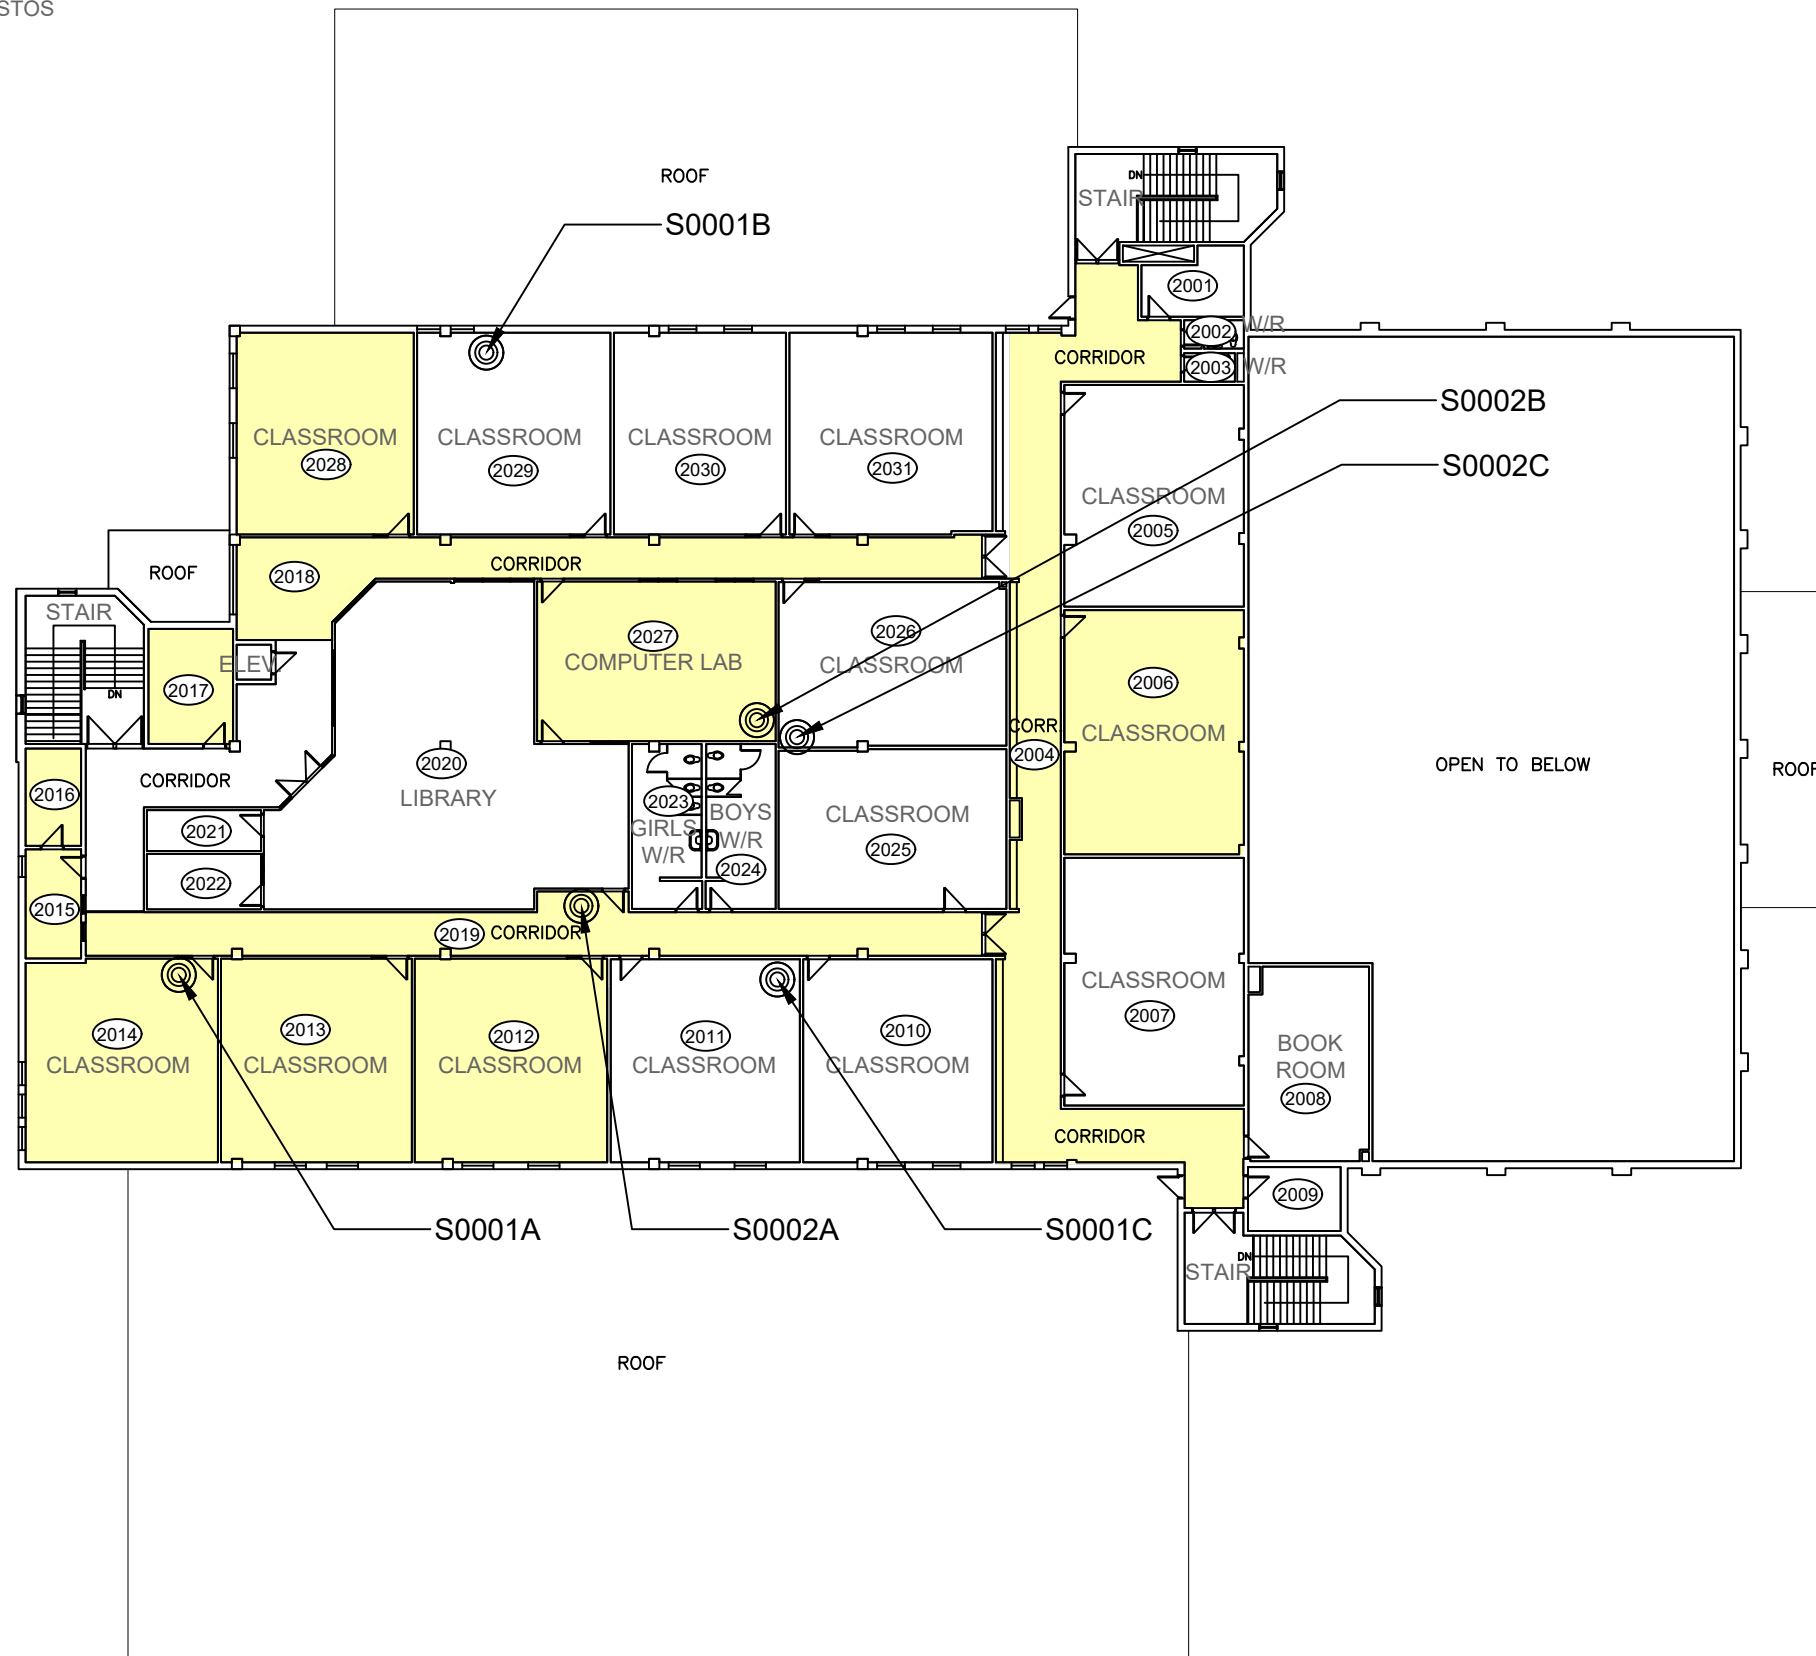 STOS
ROOF
S0001B
DN
STAIR
2001
2002
W/R
2003
W/R
CORRIDOR
S0002B
S0002C
CLASSROOM
2028
CLASSROOM
2029
CLASSROOM
2030
CLASSROOM
2031
CLASSROOM
2005
ROOF
2018
CORRIDOR
STAIR
ELEV.
2017
DN
2027
COMPUTER LAB
2026
CLASSROOM
2006
CLASSROOM
CORR.
2004
OPEN TO BELOW
ROOF
CORRIDOR
2020
LIBRARY
2016
2021
2022
2015
2023
GIRLS
W/R
BOYS
W/R
2024
CLASSROOM
2025
2019
CORRIDOR
2014
CLASSROOM
2013
CLASSROOM
2012
CLASSROOM
2011
CLASSROOM
2010
CLASSROOM
CLASSROOM
2007
BOOK
ROOM
2008
CORRIDOR
2009
S0001A
S0002A
S0001C
DN
STAIR
ROOF